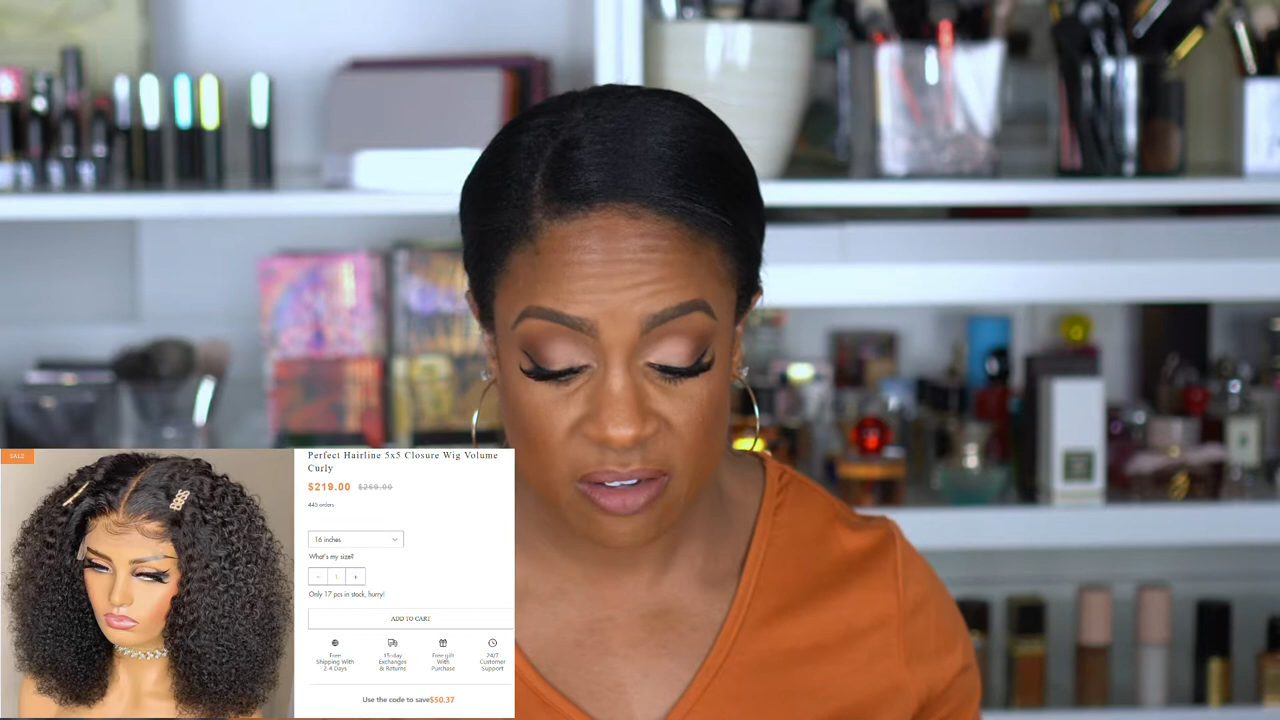 SALE
Perfect Hairline 5x5 Closure Wig Volume
Curly
$219.00 $269.00
445 orders
16 inches
What's my size?
- 1 +
Only 17 pcs in stock, hurry!
ADD TO CART
Free
Shipping With
2-4 Days
15-day
Exchanges
& Returns
Free gift
With
Purchase
24/7
Customer
Support
Use the code to save$50.37